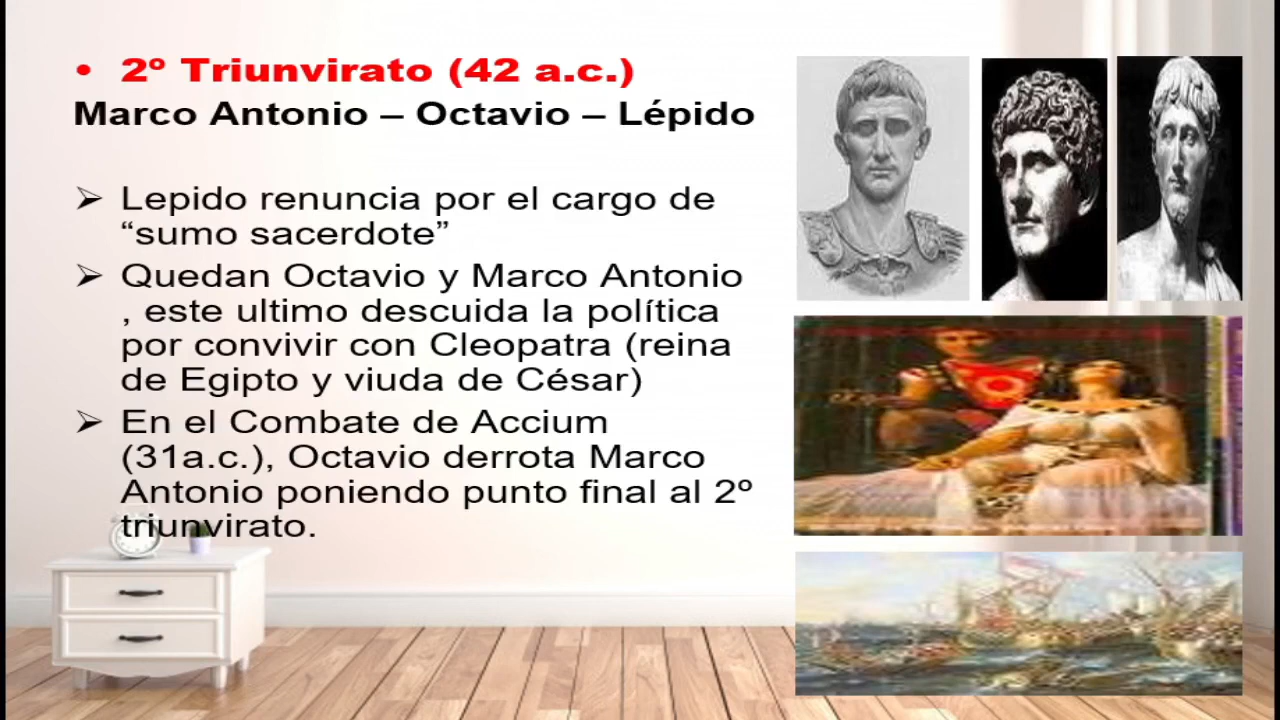 • 2º Triunvirato (42 a.c.)
Marco Antonio – Octavio – Lépido
➢ Lepido renuncia por el cargo de
“sumo sacerdote”
➢ Quedan Octavio y Marco Antonio
, este ultimo descuida la política
por convivir con Cleopatra (reina
de Egipto y viuda de César)
➢ En el Combate de Accium
(31a.c.), Octavio derrota Marco
Antonio poniendo punto final al 2º
triunvirato.